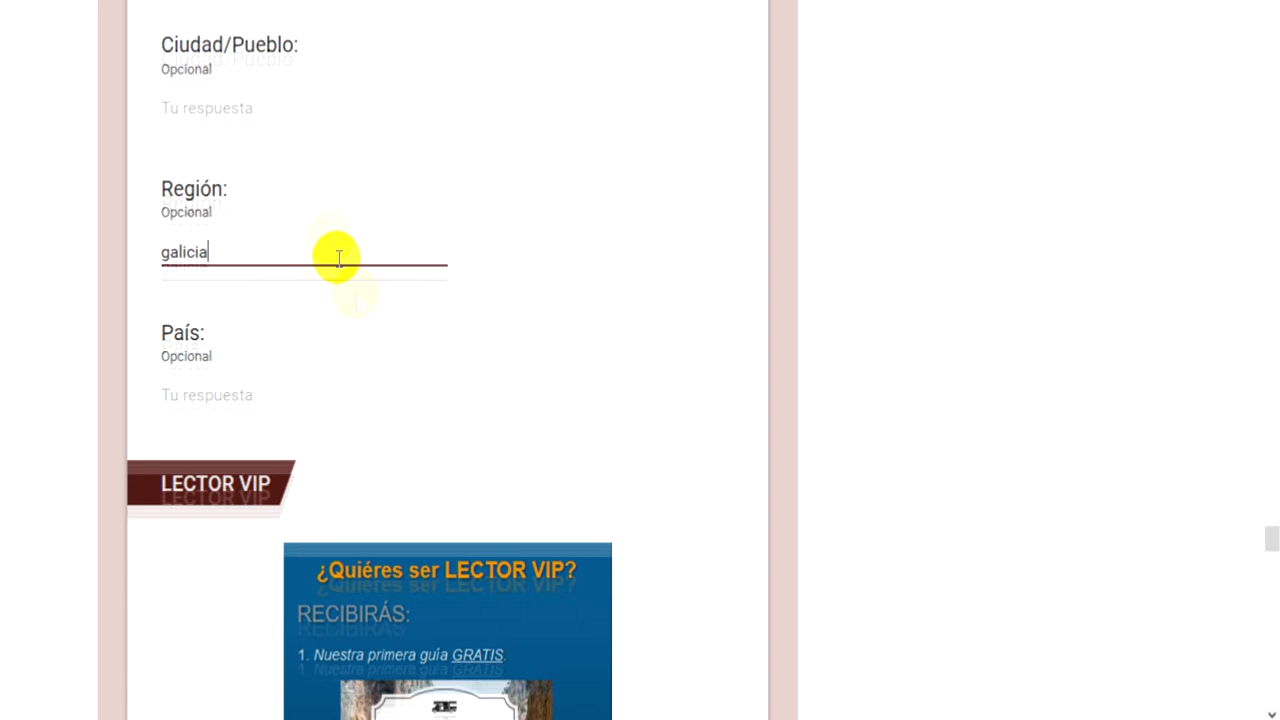 Ciudad/Pueblo:
Opcional
Tu respuesta
Región:
Opcional
galicia
País:
Opcional
Tu respuesta
LECTOR VIP
¿Quiéres ser LECTOR VIP?
RECIBIRÁS:
1. Nuestra primera guía GRATIS.